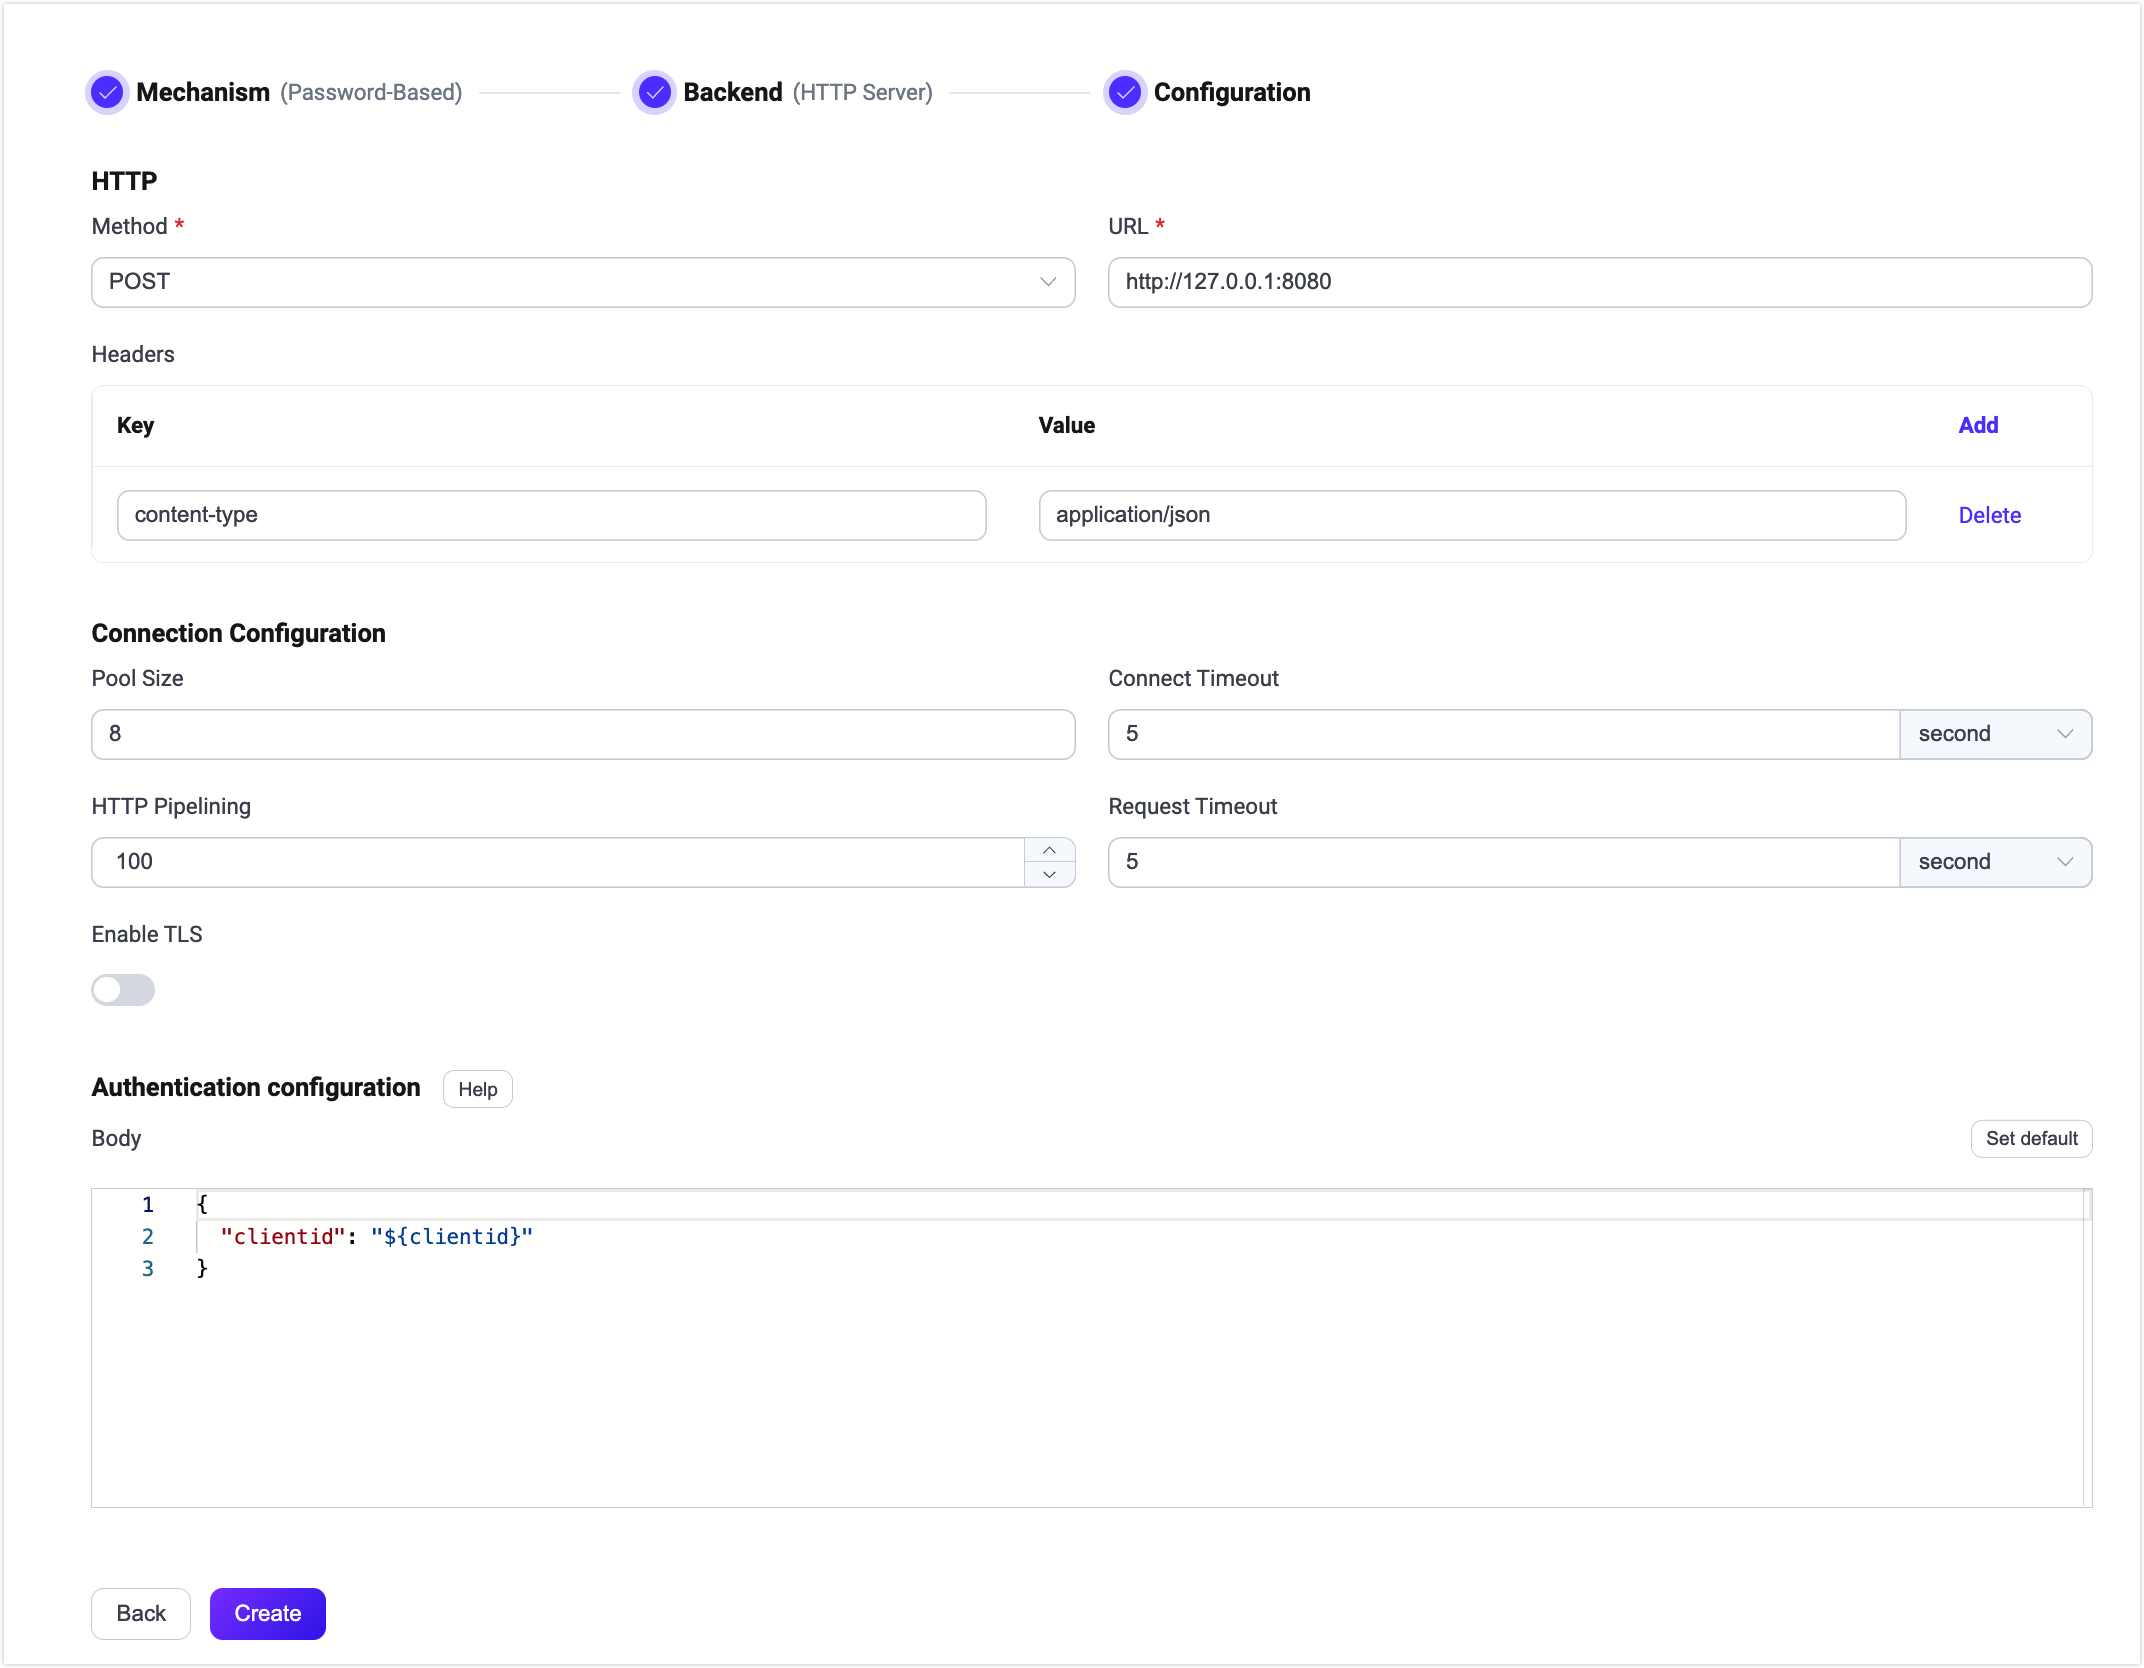 Mechanism (Password-Based) Backend (HTTP Server) Configuration
HTTP
Method * URL *
POST http://127.0.0.1:8080
Headers
Key Value Add
content-type application/json Delete
Connection Configuration
Pool Size Connect Timeout
8 5 second
HTTP Pipelining Request Timeout
100 5 second
Enable TLS
Authentication configuration Help
Body Set default
1 {
2 "clientid": "${clientid}"
3 }
Back Create